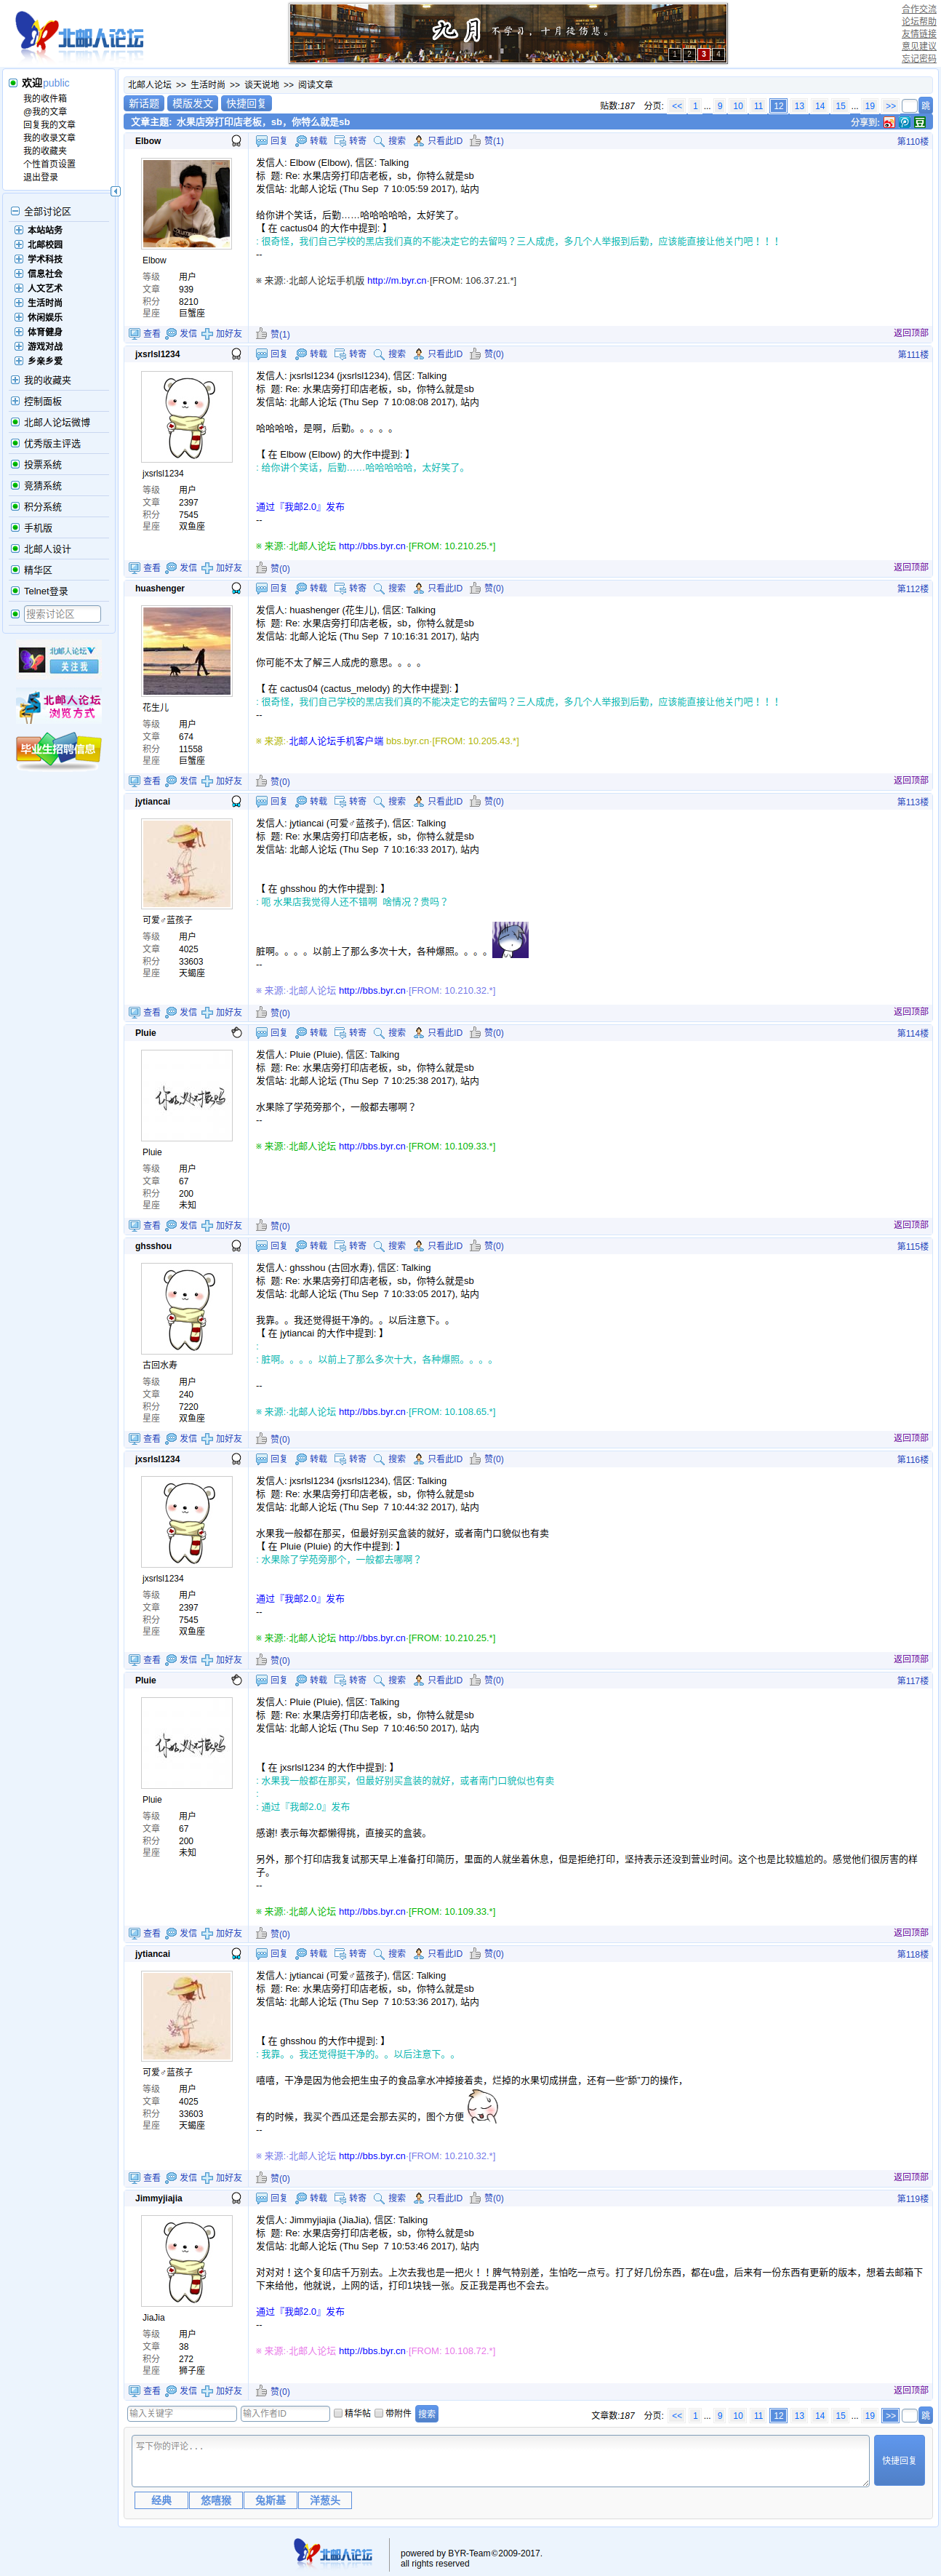 北邮人论坛
九月 不学习，十月徒伤悲。
1 2 3 4
合作交流
论坛帮助
友情链接
意见建议
忘记密码
欢迎public
我的收件箱
@我的文章
回复我的文章
我的收录文章
我的收藏夹
个性首页设置
退出登录
全部讨论区
本站站务
北邮校园
学术科技
信息社会
人文艺术
生活时尚
休闲娱乐
体育健身
游戏对战
乡亲乡爱
我的收藏夹
控制面板
北邮人论坛微博
优秀版主评选
投票系统
竞猜系统
积分系统
手机版
北邮人设计
精华区
Telnet登录
搜索讨论区
北邮人论坛
关注我
北邮人论坛
浏览方式
毕业生招聘信息
北邮人论坛 >> 生活时尚 >> 谈天说地 >> 阅读文章
新话题 模版发文 快捷回复
贴数:187 分页: << 1 ... 9 10 11 12 13 14 15 ... 19 >> 跳
文章主题: 水果店旁打印店老板，sb，你特么就是sb
分享到:
Elbow
回复 转载 转寄 搜索 只看此ID 赞(1) 第110楼
发信人: Elbow (Elbow), 信区: Talking
标 题: Re: 水果店旁打印店老板，sb，你特么就是sb
发信站: 北邮人论坛 (Thu Sep 7 10:05:59 2017), 站内
给你讲个笑话，后勤……哈哈哈哈哈，太好笑了。
【 在 cactus04 的大作中提到: 】
: 很奇怪，我们自己学校的黑店我们真的不能决定它的去留吗？三人成虎，多几个人举报到后勤，应该能直接让他关门吧！！！
--
※ 来源:·北邮人论坛手机版 http://m.byr.cn·[FROM: 106.37.21.*]
Elbow
等级 用户
文章 939
积分 8210
星座 巨蟹座
查看 发信 加好友 赞(1) 返回顶部
jxsrlsl1234
回复 转载 转寄 搜索 只看此ID 赞(0) 第111楼
发信人: jxsrlsl1234 (jxsrlsl1234), 信区: Talking
标 题: Re: 水果店旁打印店老板，sb，你特么就是sb
发信站: 北邮人论坛 (Thu Sep 7 10:08:08 2017), 站内
哈哈哈哈，是啊，后勤。。。。。
【 在 Elbow (Elbow) 的大作中提到: 】
: 给你讲个笑话，后勤……哈哈哈哈哈，太好笑了。
通过『我邮2.0』发布
--
※ 来源:·北邮人论坛 http://bbs.byr.cn·[FROM: 10.210.25.*]
jxsrlsl1234
等级 用户
文章 2397
积分 7545
星座 双鱼座
查看 发信 加好友 赞(0) 返回顶部
huashenger
回复 转载 转寄 搜索 只看此ID 赞(0) 第112楼
发信人: huashenger (花生儿), 信区: Talking
标 题: Re: 水果店旁打印店老板，sb，你特么就是sb
发信站: 北邮人论坛 (Thu Sep 7 10:16:31 2017), 站内
你可能不太了解三人成虎的意思。。。。
【 在 cactus04 (cactus_melody) 的大作中提到: 】
: 很奇怪，我们自己学校的黑店我们真的不能决定它的去留吗？三人成虎，多几个人举报到后勤，应该能直接让他关门吧！！！
--
※ 来源:·北邮人论坛手机客户端 bbs.byr.cn·[FROM: 10.205.43.*]
花生儿
等级 用户
文章 674
积分 11558
星座 巨蟹座
查看 发信 加好友 赞(0) 返回顶部
jytiancai
回复 转载 转寄 搜索 只看此ID 赞(0) 第113楼
发信人: jytiancai (可爱♂蓝孩子), 信区: Talking
标 题: Re: 水果店旁打印店老板，sb，你特么就是sb
发信站: 北邮人论坛 (Thu Sep 7 10:16:33 2017), 站内
【 在 ghsshou 的大作中提到: 】
: 呃 水果店我觉得人还不错啊 啥情况？贵吗？
脏啊。。。。以前上了那么多次十大，各种爆照。。。。
--
※ 来源:·北邮人论坛 http://bbs.byr.cn·[FROM: 10.210.32.*]
可爱♂蓝孩子
等级 用户
文章 4025
积分 33603
星座 天蝎座
查看 发信 加好友 赞(0) 返回顶部
Pluie
回复 转载 转寄 搜索 只看此ID 赞(0) 第114楼
发信人: Pluie (Pluie), 信区: Talking
标 题: Re: 水果店旁打印店老板，sb，你特么就是sb
发信站: 北邮人论坛 (Thu Sep 7 10:25:38 2017), 站内
水果除了学苑旁那个，一般都去哪啊？
--
※ 来源:·北邮人论坛 http://bbs.byr.cn·[FROM: 10.109.33.*]
Pluie
等级 用户
文章 67
积分 200
星座 未知
查看 发信 加好友 赞(0) 返回顶部
ghsshou
回复 转载 转寄 搜索 只看此ID 赞(0) 第115楼
发信人: ghsshou (古回水寿), 信区: Talking
标 题: Re: 水果店旁打印店老板，sb，你特么就是sb
发信站: 北邮人论坛 (Thu Sep 7 10:33:05 2017), 站内
我靠。。我还觉得挺干净的。。以后注意下。。
【 在 jytiancai 的大作中提到: 】
:
: 脏啊。。。。以前上了那么多次十大，各种爆照。。。。
--
※ 来源:·北邮人论坛 http://bbs.byr.cn·[FROM: 10.108.65.*]
古回水寿
等级 用户
文章 240
积分 7220
星座 双鱼座
查看 发信 加好友 赞(0) 返回顶部
jxsrlsl1234
回复 转载 转寄 搜索 只看此ID 赞(0) 第116楼
发信人: jxsrlsl1234 (jxsrlsl1234), 信区: Talking
标 题: Re: 水果店旁打印店老板，sb，你特么就是sb
发信站: 北邮人论坛 (Thu Sep 7 10:44:32 2017), 站内
水果我一般都在那买，但最好别买盒装的就好，或者南门口貌似也有卖
【 在 Pluie (Pluie) 的大作中提到: 】
: 水果除了学苑旁那个，一般都去哪啊？
通过『我邮2.0』发布
--
※ 来源:·北邮人论坛 http://bbs.byr.cn·[FROM: 10.210.25.*]
jxsrlsl1234
等级 用户
文章 2397
积分 7545
星座 双鱼座
查看 发信 加好友 赞(0) 返回顶部
Pluie
回复 转载 转寄 搜索 只看此ID 赞(0) 第117楼
发信人: Pluie (Pluie), 信区: Talking
标 题: Re: 水果店旁打印店老板，sb，你特么就是sb
发信站: 北邮人论坛 (Thu Sep 7 10:46:50 2017), 站内
【 在 jxsrlsl1234 的大作中提到: 】
: 水果我一般都在那买，但最好别买盒装的就好，或者南门口貌似也有卖
:
: 通过『我邮2.0』发布
感谢! 表示每次都懒得挑，直接买的盒装。
另外，那个打印店我复试那天早上准备打印简历，里面的人就坐着休息，但是拒绝打印，坚持表示还没到营业时间。这个也是比较尴尬的。感觉他们很厉害的样
子。
--
※ 来源:·北邮人论坛 http://bbs.byr.cn·[FROM: 10.109.33.*]
Pluie
等级 用户
文章 67
积分 200
星座 未知
查看 发信 加好友 赞(0) 返回顶部
jytiancai
回复 转载 转寄 搜索 只看此ID 赞(0) 第118楼
发信人: jytiancai (可爱♂蓝孩子), 信区: Talking
标 题: Re: 水果店旁打印店老板，sb，你特么就是sb
发信站: 北邮人论坛 (Thu Sep 7 10:53:36 2017), 站内
【 在 ghsshou 的大作中提到: 】
: 我靠。。我还觉得挺干净的。。以后注意下。。
嘻嘻，干净是因为他会把生虫子的食品拿水冲掉接着卖，烂掉的水果切成拼盘，还有一些“舔”刀的操作，
有的时候，我买个西瓜还是会那去买的，图个方便
--
※ 来源:·北邮人论坛 http://bbs.byr.cn·[FROM: 10.210.32.*]
可爱♂蓝孩子
等级 用户
文章 4025
积分 33603
星座 天蝎座
查看 发信 加好友 赞(0) 返回顶部
Jimmyjiajia
回复 转载 转寄 搜索 只看此ID 赞(0) 第119楼
发信人: Jimmyjiajia (JiaJia), 信区: Talking
标 题: Re: 水果店旁打印店老板，sb，你特么就是sb
发信站: 北邮人论坛 (Thu Sep 7 10:53:46 2017), 站内
对对对！这个复印店千万别去。上次去我也是一把火！！脾气特别差，生怕吃一点亏。打了好几份东西，都在u盘，后来有一份东西有更新的版本，想着去邮箱下
下来给他，他就说，上网的话，打印1块钱一张。反正我是再也不会去。
通过『我邮2.0』发布
--
※ 来源:·北邮人论坛 http://bbs.byr.cn·[FROM: 10.108.72.*]
JiaJia
等级 用户
文章 38
积分 272
星座 狮子座
查看 发信 加好友 赞(0) 返回顶部
输入关键字 输入作者ID 精华帖 带附件 搜索
文章数:187 分页: << 1 ... 9 10 11 12 13 14 15 ... 19 >> 跳
写下你的评论...
快捷回复
经典 悠嘻猴 兔斯基 洋葱头
北邮人论坛
powered by BYR-Team©2009-2017.
all rights reserved